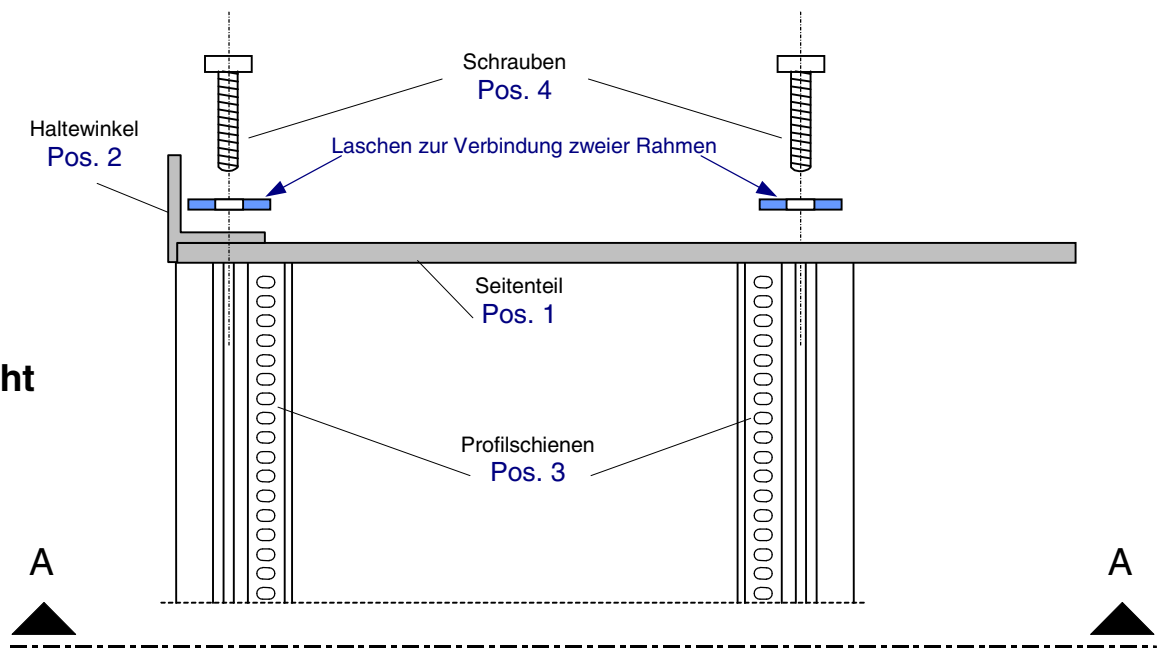 Schrauben
Pos. 4
Haltewinkel
Pos. 2
Laschen zur Verbindung zweier Rahmen
Seitenteil
Pos. 1
ht
Profilschienen
Pos. 3
A
A